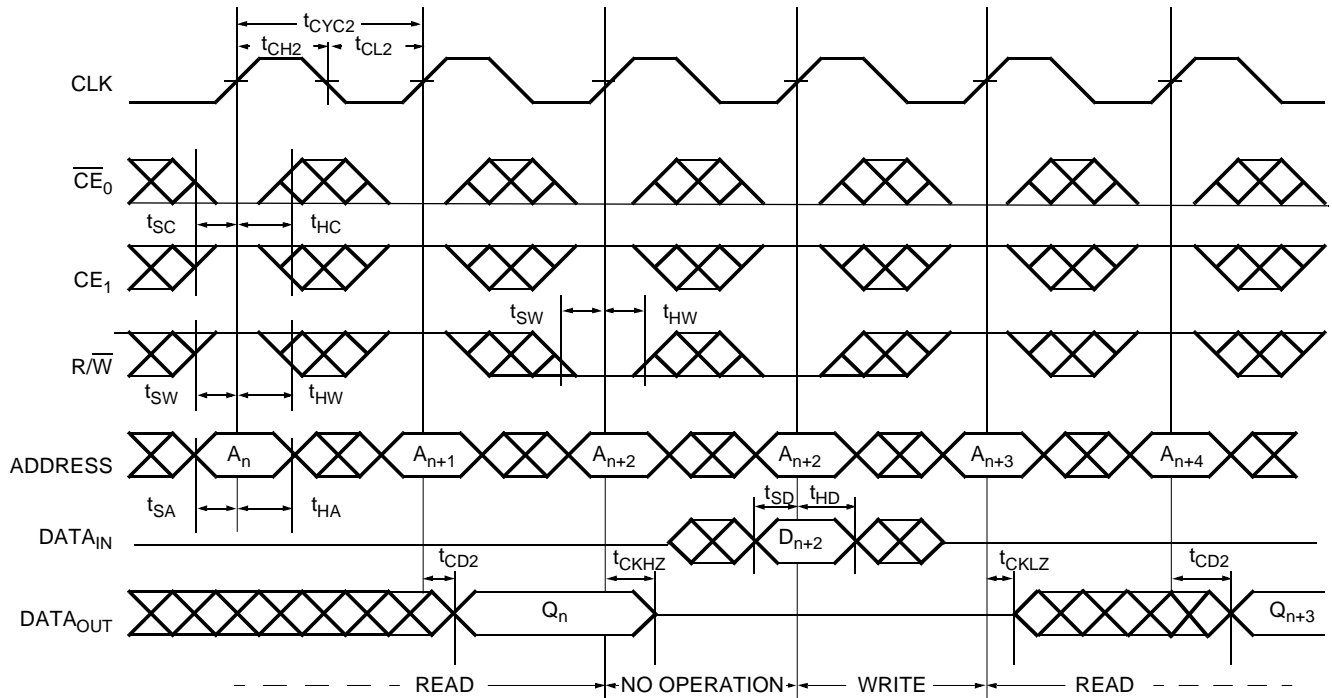 tCYC2
tCH2 tCL2
CLK
CE0
tSC tHC
CE1
tSW tHW
R/W
tSW tHW
ADDRESS An An+1 An+2 An+2 An+3 An+4
tSA tHA tSD tHD
DATAIN Dn+2
tCD2 tCKHZ tCKLZ tCD2
DATAOUT Qn Qn+3
READ NO OPERATION WRITE READ